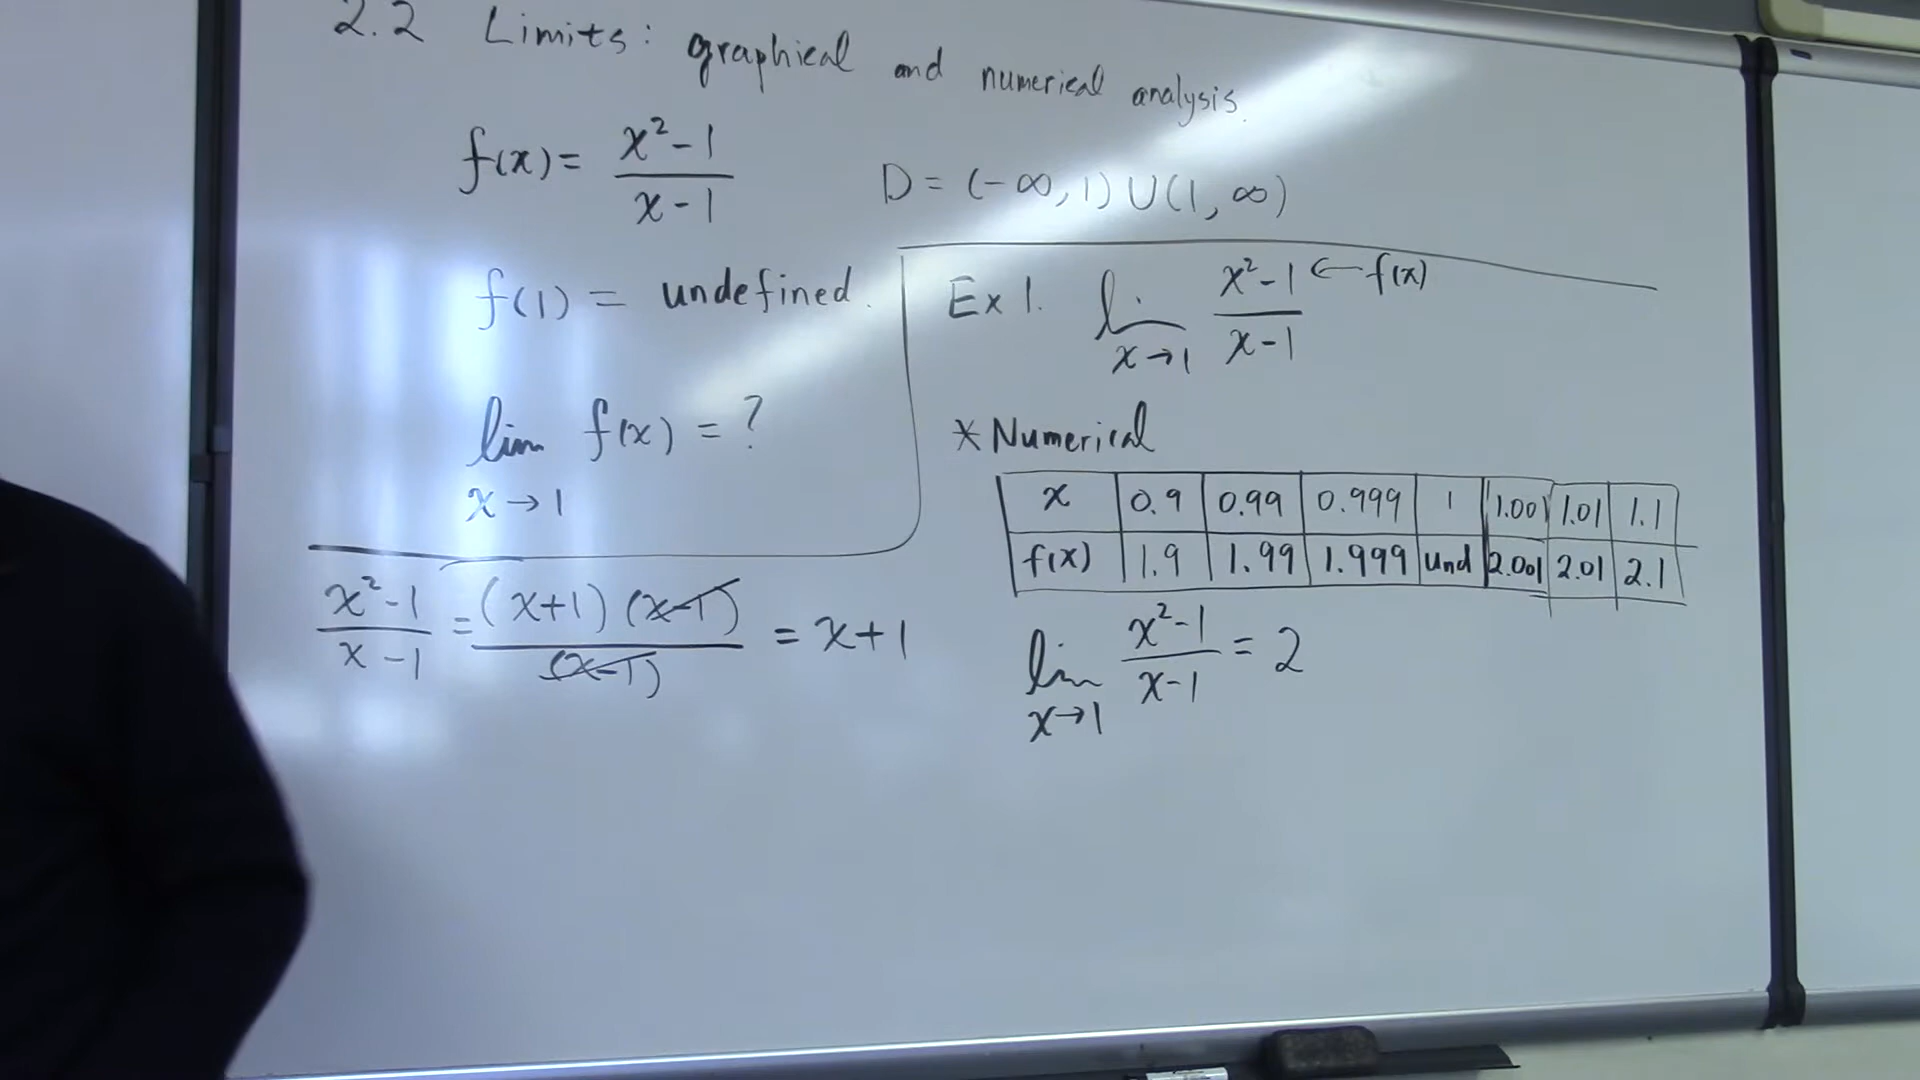 2.2 Limits: graphical and numerical analysis.
f(x) = (x²-1)/(x-1)
D = (-∞,1)∪(1,∞)
f(1) = undefined.
lim x→1 f(x) = ?
(x²-1)/(x-1) = (x+1)(x-1)/(x-1) = x+1
Ex 1. lim x→1 (x²-1)/(x-1) ← f(x)
* Numerical
x 0.9 0.99 0.999 1 1.001 1.01 1.1
f(x) 1.9 1.99 1.999 und 2.001 2.01 2.1
lim x→1 (x²-1)/(x-1) = 2